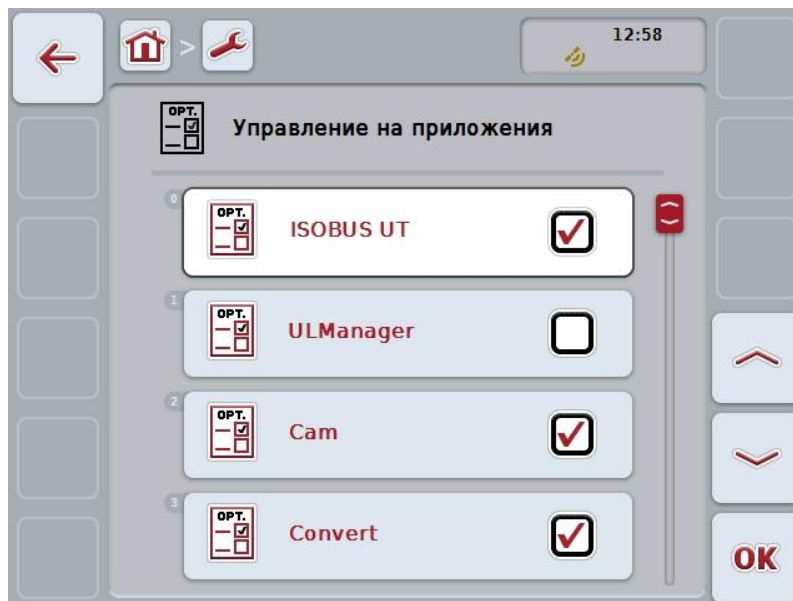 >
12:58
OPT.
Управление на приложения
0
OPT.
ISOBUS UT
1
OPT.
ULManager
2
OPT.
Cam
3
OPT.
Convert
OK